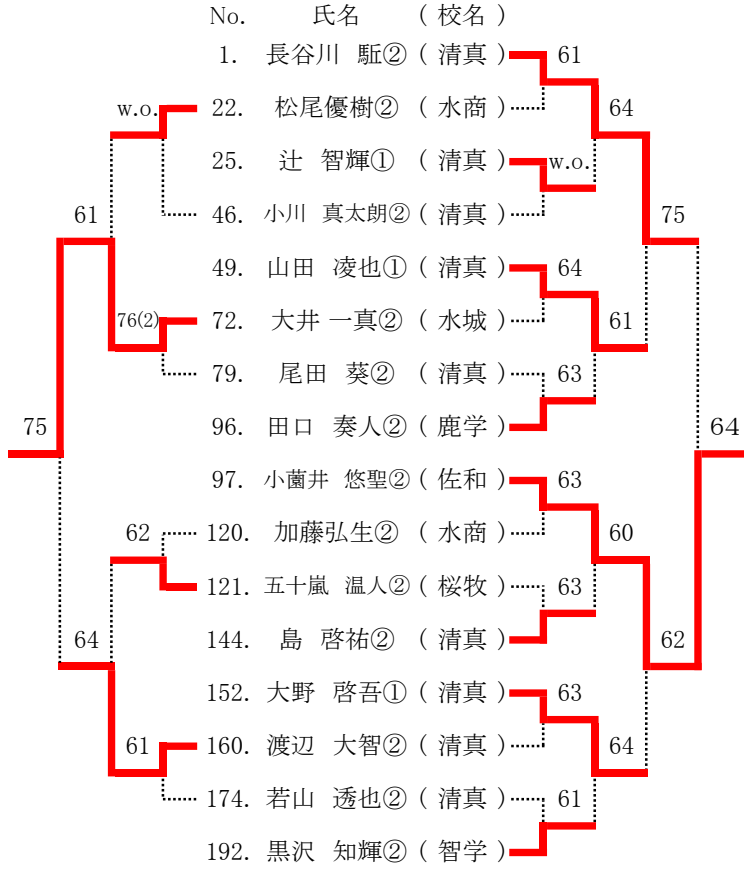 No. 氏名 ( 校名 )
1. 長谷川 駈② ( 清真 ) 61
w.o. 22. 松尾優樹② ( 水商 ) 64
25. 辻 智輝① ( 清真 ) w.o.
61 46. 小川 真太朗② ( 清真 ) 75
49. 山田 凌也① ( 清真 ) 64
76(2) 72. 大井 一真② ( 水城 ) 61
79. 尾田 葵② ( 清真 ) 63
75 96. 田口 奏人② ( 鹿学 ) 64
97. 小薗井 悠聖② ( 佐和 ) 63
62 120. 加藤弘生② ( 水商 ) 60
121. 五十嵐 温人② ( 桜牧 ) 63
64 144. 島 啓祐② ( 清真 ) 62
152. 大野 啓吾① ( 清真 ) 63
61 160. 渡辺 大智② ( 清真 ) 64
174. 若山 透也② ( 清真 ) 61
192. 黒沢 知輝② ( 智学 )